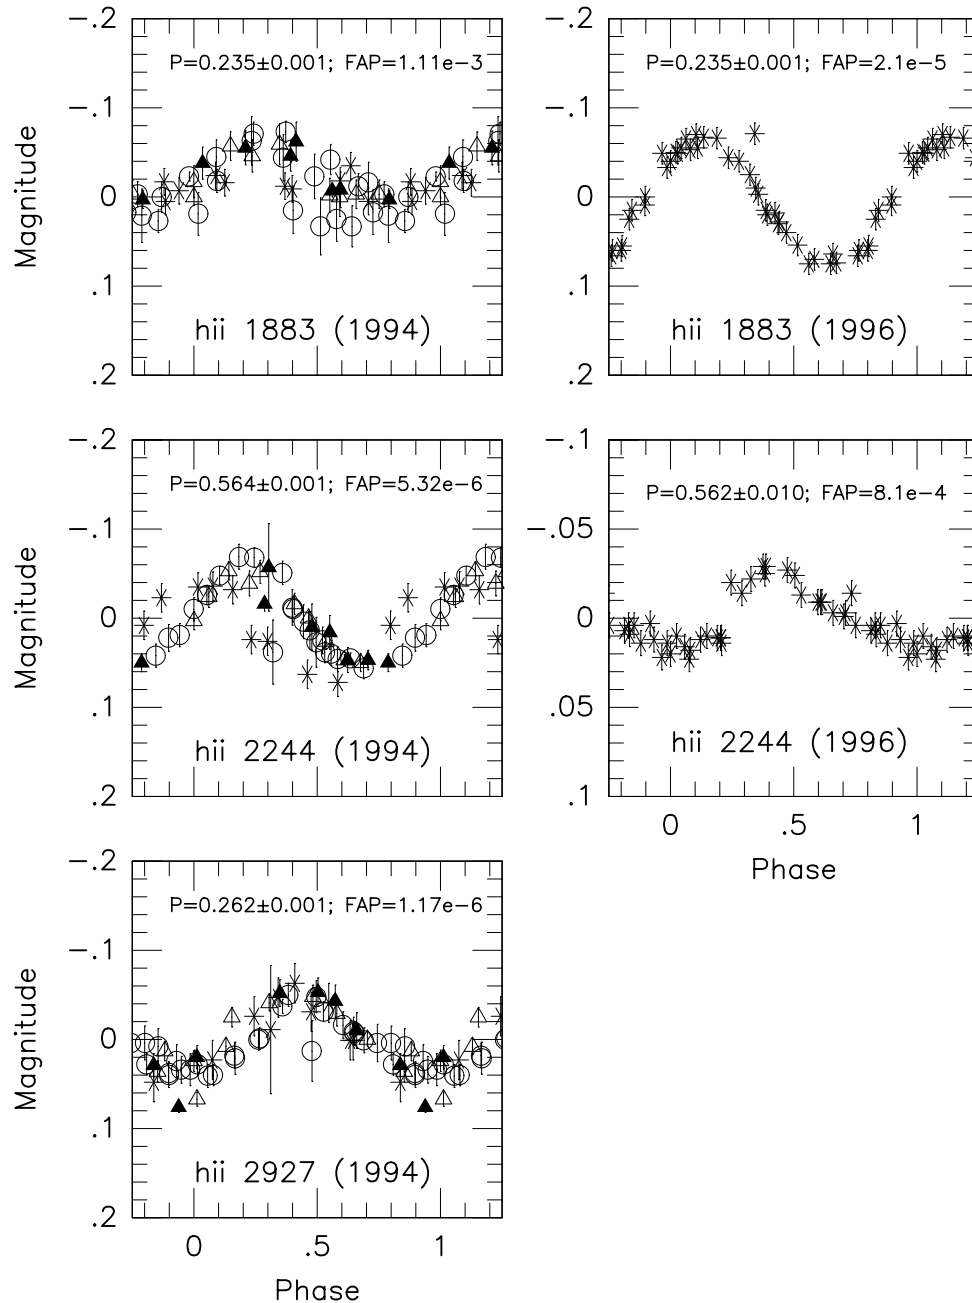 -.2
-.1
0
.1
.2
Magnitude
P=0.235±0.001; FAP=1.11e-3
hii 1883 (1994)
P=0.235±0.001; FAP=2.1e-5
hii 1883 (1996)
-.2
-.1
0
.1
.2
-.2
-.1
0
.1
.2
Magnitude
P=0.564±0.001; FAP=5.32e-6
hii 2244 (1994)
-.1
-.05
0
.05
.1
P=0.562±0.010; FAP=8.1e-4
hii 2244 (1996)
0 .5 1
Phase
-.2
-.1
0
.1
.2
Magnitude
P=0.262±0.001; FAP=1.17e-6
hii 2927 (1994)
0 .5 1
Phase